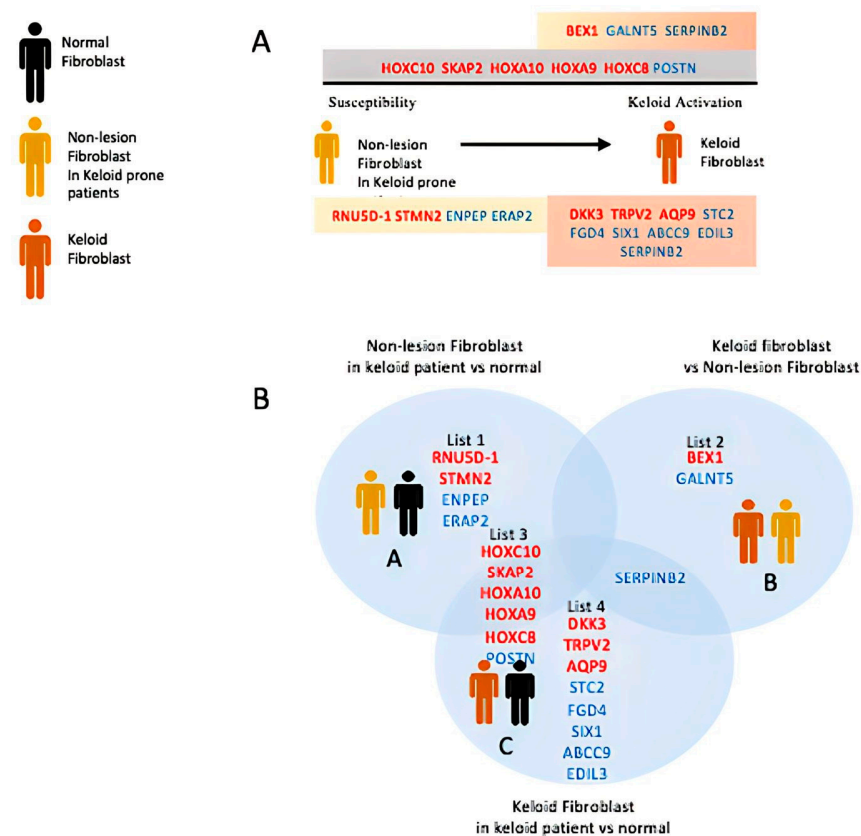 Normal
Fibroblast
Non-lesion
Fibroblast
In Keloid prone
patients
Keloid
Fibroblast
A
BEX1 GALNT5 SERPINB2
HOXC10 SKAP2 HOXA10 HOXA9 HOXC8 POSTN
Susceptibility
Keloid Activation
Non-lesion
Fibroblast
In Keloid prone
Keloid
Fibroblast
RNU5D-1 STMN2 ENPEP ERAP2
DKK3 TRPV2 AQP9 STC2
FGD4 SIX1 ABCC9 EDIL3
SERPINB2
B
Non-lesion Fibroblast
in keloid patient vs normal
Keloid fibroblast
vs Non-lesion Fibroblast
List 1
RNU5D-1
STMN2
ENPEP
ERAP2
A
List 2
BEX1
GALNT5
B
List 3
HOXC10
SKAP2
HOXA10
HOXA9
HOXC8
POSTN
C
SERPINB2
List 4
DKK3
TRPV2
AQP9
STC2
FGD4
SIX1
ABCC9
EDIL3
Keloid Fibroblast
in keloid patient vs normal